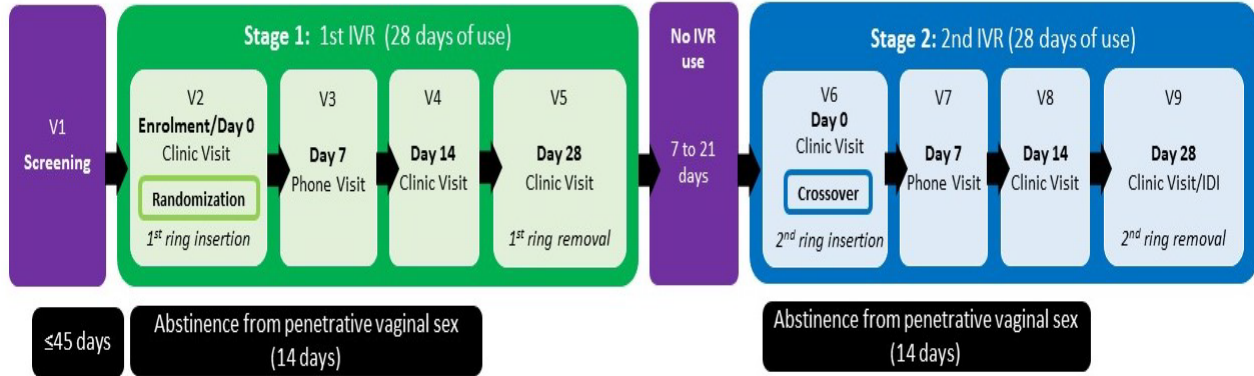 V1
Screening
Stage 1: 1st IVR (28 days of use)
V2
Enrolment/Day 0
Clinic Visit
Randomization
1st ring insertion
V3
Day 7
Phone Visit
V4
Day 14
Clinic Visit
V5
Day 28
Clinic Visit
1st ring removal
No IVR
use
7 to 21
days
Stage 2: 2nd IVR (28 days of use)
V6
Day 0
Clinic Visit
Crossover
2nd ring insertion
V7
Day 7
Phone Visit
V8
Day 14
Clinic Visit
V9
Day 28
Clinic Visit/IDI
2nd ring removal
≤45 days
Abstinence from penetrative vaginal sex
(14 days)
Abstinence from penetrative vaginal sex
(14 days)